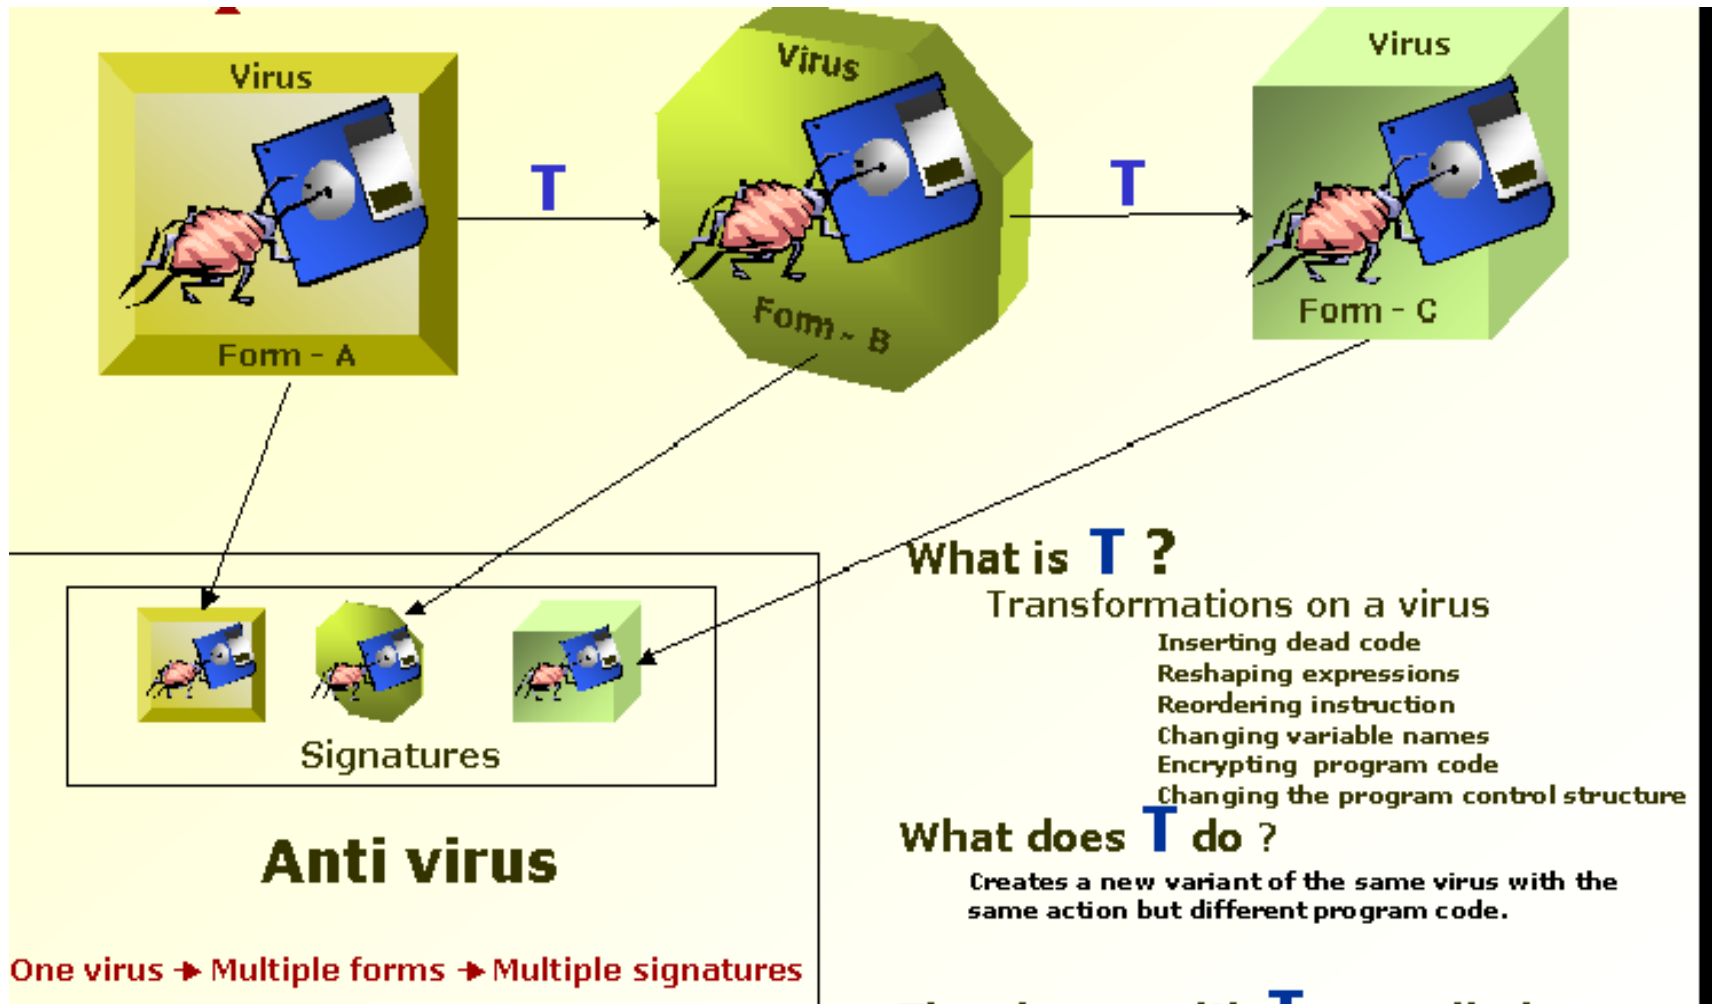 Virus
Form - A
T
Virus
Form - B
T
Virus
Form - C
Signatures
Anti virus
One virus → Multiple forms → Multiple signatures
What is T ?
Transformations on a virus
Inserting dead code
Reshaping expressions
Reordering instruction
Changing variable names
Encrypting program code
Changing the program control structure
What does T do ?
Creates a new variant of the same virus with the
same action but different program code.
T